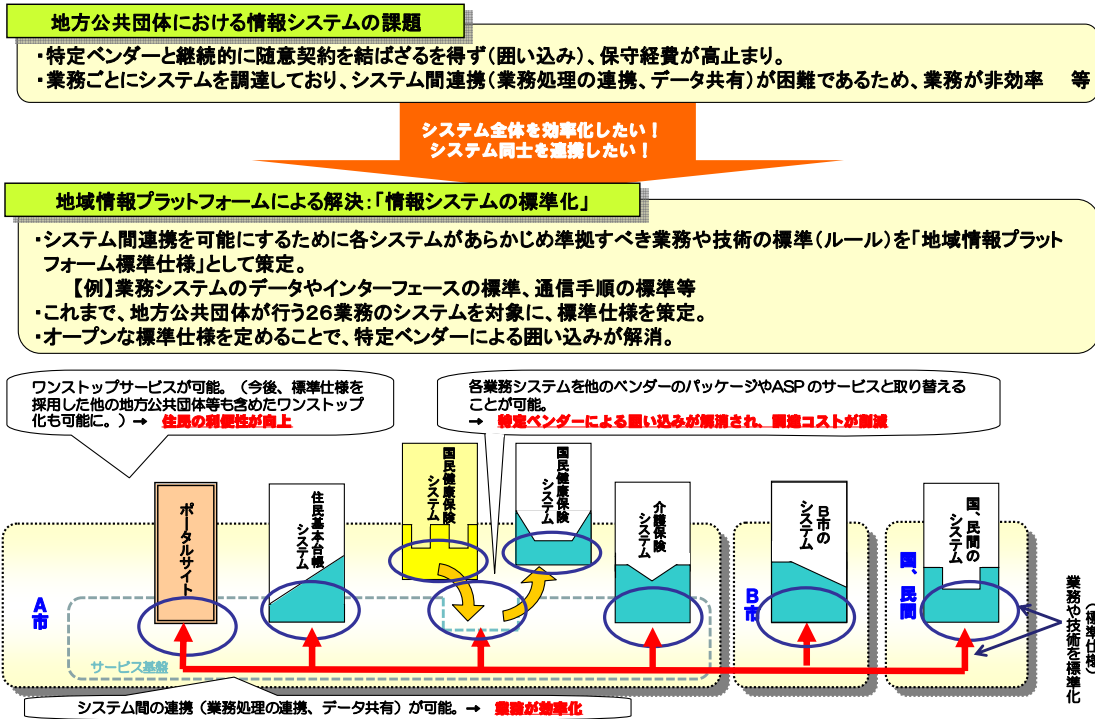 地方公共団体における情報システムの課題
・特定ベンダーと継続的に随意契約を結ばざるを得ず（囲い込み）、保守経費が高止まり。
・業務ごとにシステムを調達しており、システム間連携（業務処理の連携、データ共有）が困難であるため、業務が非効率　等
システム全体を効率化したい！
システム同士を連携したい！
地域情報プラットフォームによる解決：「情報システムの標準化」
・システム間連携を可能にするために各システムがあらかじめ準拠すべき業務や技術の標準（ルール）を「地域情報プラット
フォーム標準仕様」として策定。
【例】業務システムのデータやインターフェースの標準、通信手順の標準等
・これまで、地方公共団体が行う２６業務のシステムを対象に、標準仕様を策定。
・オープンな標準仕様を定めることで、特定ベンダーによる囲い込みが解消。
ワンストップサービスが可能。（今後、標準仕様を
採用した他の地方公共団体等も含めたワンストップ
化も可能に。）→　住民の利便性が向上
各業務システムを他のベンダーのパッケージやASPのサービスと取り替える
ことが可能。
→　特定ベンダーによる囲い込みが解消され、調達コストが削減
ポータルサイト
住民基本台帳
システム
国民健康保険
システム
国民健康保険
システム
介護保険
システム
B市の
システム
国、民間の
システム
A市
B市
国、民間
サービス基盤
（標準仕様）
業務や技術を標準化
システム間の連携（業務処理の連携、データ共有）が可能。→　業務が効率化